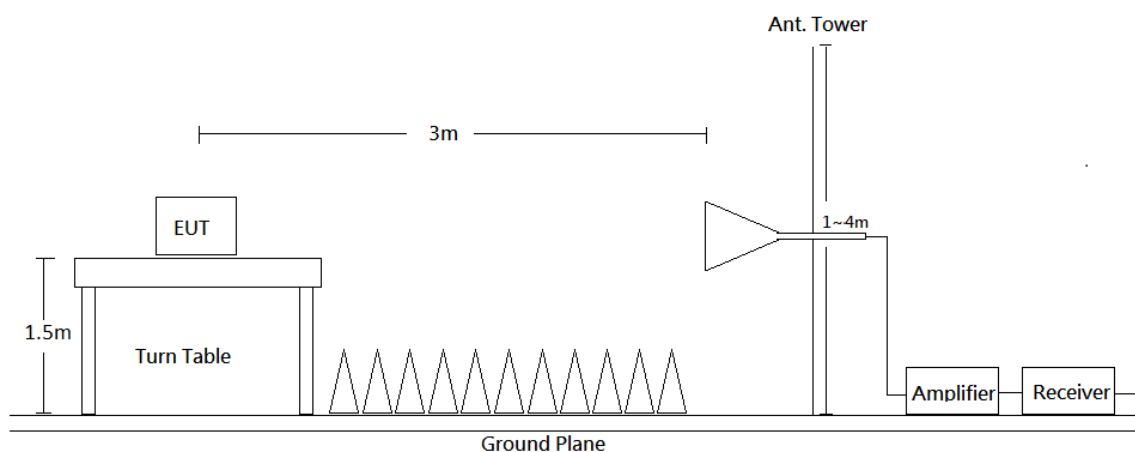 Ant. Tower
3m
EUT
1~4m
1.5m
Turn Table
Amplifier
Receiver
Ground Plane